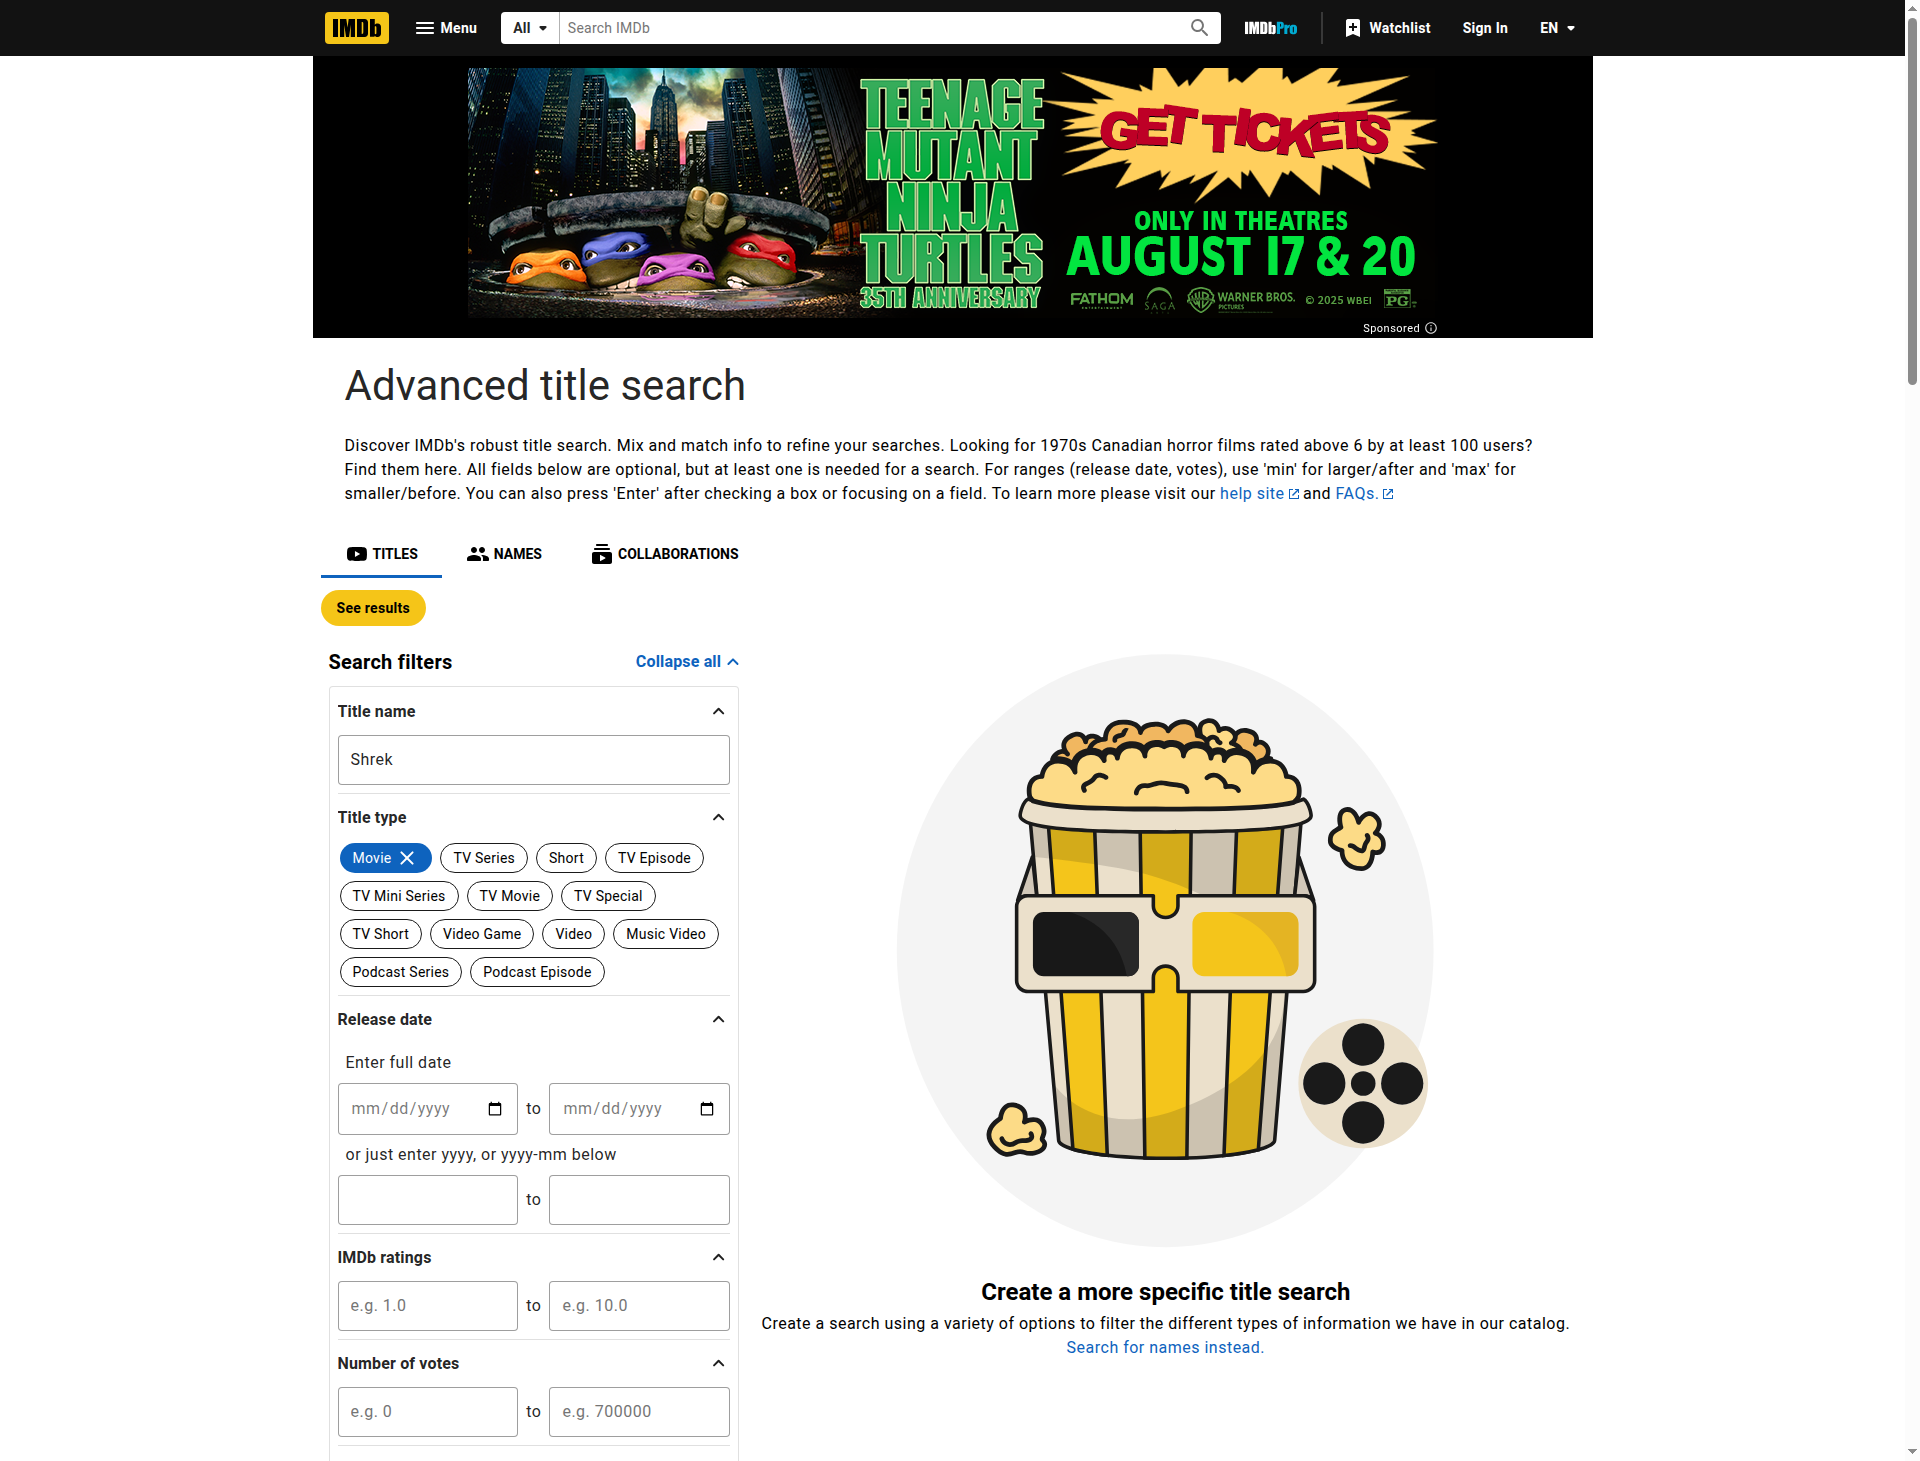 IMDb Menu All Search IMDb IMDbPro Watchlist Sign In EN
TEENAGE
MUTANT
NINJA
TURTLES
35TH ANNIVERSARY
GET TICKETS
ONLY IN THEATRES
AUGUST 17 & 20
FATHOM SAGA WARNER BROS. © 2025 WBEI PG
Sponsored
Advanced title search
Discover IMDb's robust title search. Mix and match info to refine your searches. Looking for 1970s Canadian horror films rated above 6 by at least 100 users?
Find them here. All fields below are optional, but at least one is needed for a search. For ranges (release date, votes), use 'min' for larger/after and 'max' for
smaller/before. You can also press 'Enter' after checking a box or focusing on a field. To learn more please visit our help site and FAQs.
TITLES NAMES COLLABORATIONS
See results
Search filters Collapse all
Title name
Shrek
Title type
Movie TV Series Short TV Episode
TV Mini Series TV Movie TV Special
TV Short Video Game Video Music Video
Podcast Series Podcast Episode
Release date
Enter full date
mm/dd/yyyy to mm/dd/yyyy
or just enter yyyy, or yyyy-mm below
to
IMDb ratings
e.g. 1.0 to e.g. 10.0
Number of votes
e.g. 0 to e.g. 700000
Create a more specific title search
Create a search using a variety of options to filter the different types of information we have in our catalog.
Search for names instead.